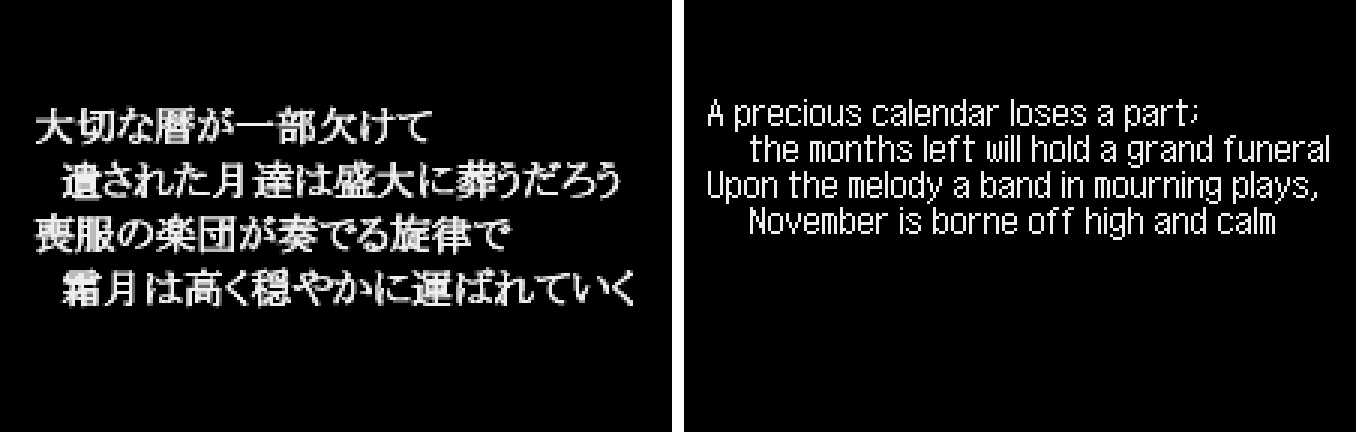 大切な暦が一部欠けて
遺された月達は盛大に葬うだろう
喪服の楽団が奏でる旋律で
霜月は高く穏やかに運ばれていく
A precious calendar loses a part;
the months left will hold a grand funeral
Upon the melody a band in mourning plays,
November is borne off high and calm